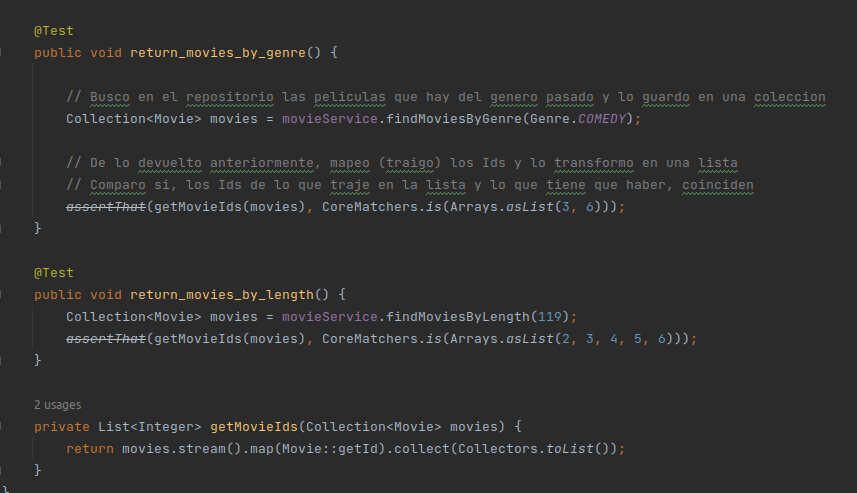 @Test
public void return_movies_by_genre() {
// Busco en el repositorio las peliculas que hay del genero pasado y lo guardo en una coleccion
Collection<Movie> movies = movieService.findMoviesByGenre(Genre.COMEDY);
// De lo devuelto anteriormente, mapeo (traigo) los Ids y lo transformo en una lista
// Comparo si, los Ids de lo que traje en la lista y lo que tiene que haber, coinciden
assertThat(getMovieIds(movies), CoreMatchers.is(Arrays.asList(3, 6)));
}
@Test
public void return_movies_by_length() {
Collection<Movie> movies = movieService.findMoviesByLength(119);
assertThat(getMovieIds(movies), CoreMatchers.is(Arrays.asList(2, 3, 4, 5, 6)));
}
2 usages
private List<Integer> getMovieIds(Collection<Movie> movies) {
return movies.stream().map(Movie::getId).collect(Collectors.toList());
}
}